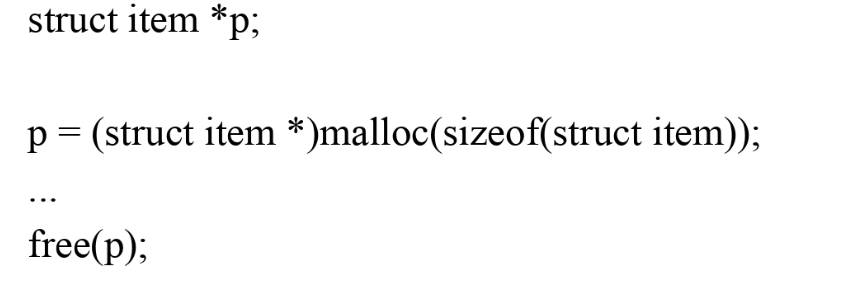 struct item *p;
p = (struct item *)malloc(sizeof(struct item));
...
free(p);